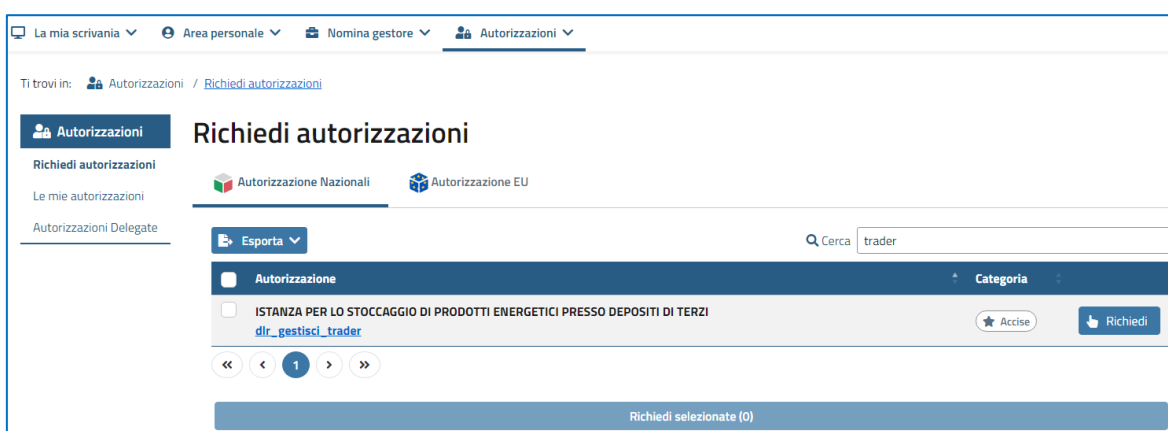 La mia scrivania Area personale Nomina gestore Autorizzazioni
Ti trovi in: Autorizzazioni / Richiedi autorizzazioni
Autorizzazioni
Richiedi autorizzazioni
Le mie autorizzazioni
Autorizzazioni Delegate
Richiedi autorizzazioni
Autorizzazione Nazionali Autorizzazione EU
Esporta Cerca trader
Autorizzazione Categoria
ISTANZA PER LO STOCCAGGIO DI PRODOTTI ENERGETICI PRESSO DEPOSITI DI TERZI
dlr_gestisci_trader Accise Richiedi
« ‹ 1 › »
Richiedi selezionate (0)